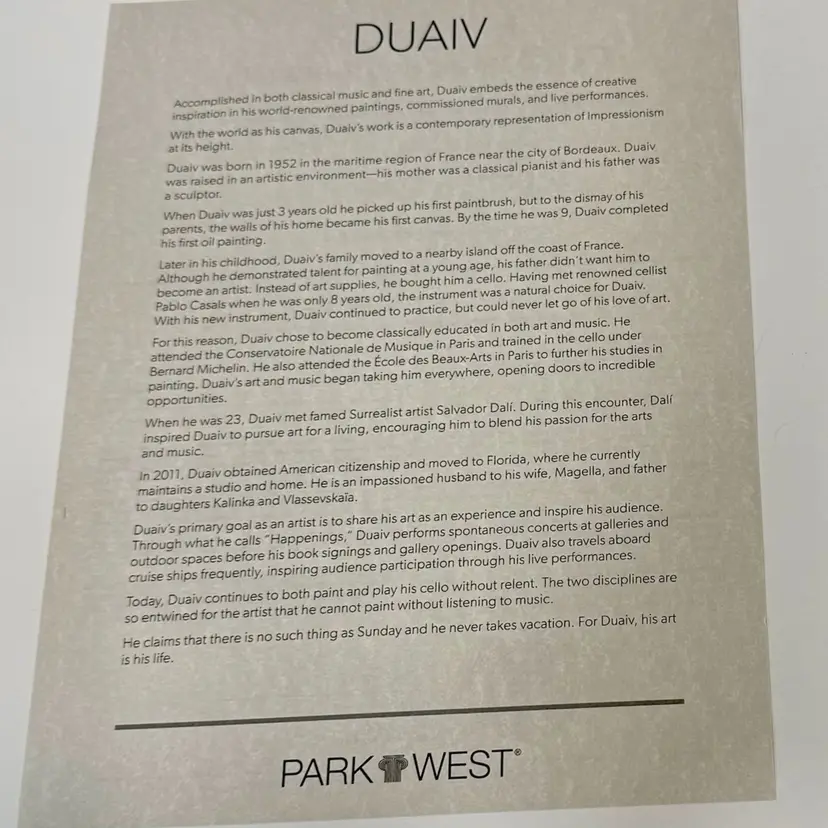 DUAIV
Accomplished in both classical music and fine art, Duaiv embeds the essence of creative
inspiration in his world-renowned paintings, commissioned murals, and live performances.
With the world as his canvas, Duaiv's work is a contemporary representation of Impressionism
at its height.
Duaiv was born in 1952 in the maritime region of France near the city of Bordeaux. Duaiv
was raised in an artistic environment—his mother was a classical pianist and his father was
a sculptor.
When Duaiv was just 3 years old he picked up his first paintbrush, but to the dismay of his
parents, the walls of his home became his first canvas. By the time he was 9, Duaiv completed
his first oil painting.
Later in his childhood, Duaiv's family moved to a nearby island off the coast of France.
Although he demonstrated talent for painting at a young age, his father didn't want him to
become an artist. Instead of art supplies, he bought him a cello. Having met renowned cellist
Pablo Casals when he was only 8 years old, the instrument was a natural choice for Duaiv.
With his new instrument, Duaiv continued to practice, but could never let go of his love of art.
For this reason, Duaiv chose to become classically educated in both art and music. He
attended the Conservatoire Nationale de Musique in Paris and trained in the cello under
Bernard Michelin. He also attended the École des Beaux-Arts in Paris to further his studies in
painting. Duaiv's art and music began taking him everywhere, opening doors to incredible
opportunities.
When he was 23, Duaiv met famed Surrealist artist Salvador Dalí. During this encounter, Dalí
inspired Duaiv to pursue art for a living, encouraging him to blend his passion for the arts
and music.
In 2011, Duaiv obtained American citizenship and moved to Florida, where he currently
maintains a studio and home. He is an impassioned husband to his wife, Magella, and father
to daughters Kalinka and Vlassevskaïa.
Duaiv's primary goal as an artist is to share his art as an experience and inspire his audience.
Through what he calls "Happenings," Duaiv performs spontaneous concerts at galleries and
outdoor spaces before his book signings and gallery openings. Duaiv also travels aboard
cruise ships frequently, inspiring audience participation through his live performances.
Today, Duaiv continues to both paint and play his cello without relent. The two disciplines are
so entwined for the artist that he cannot paint without listening to music.
He claims that there is no such thing as Sunday and he never takes vacation. For Duaiv, his art
is his life.
PARK WEST®